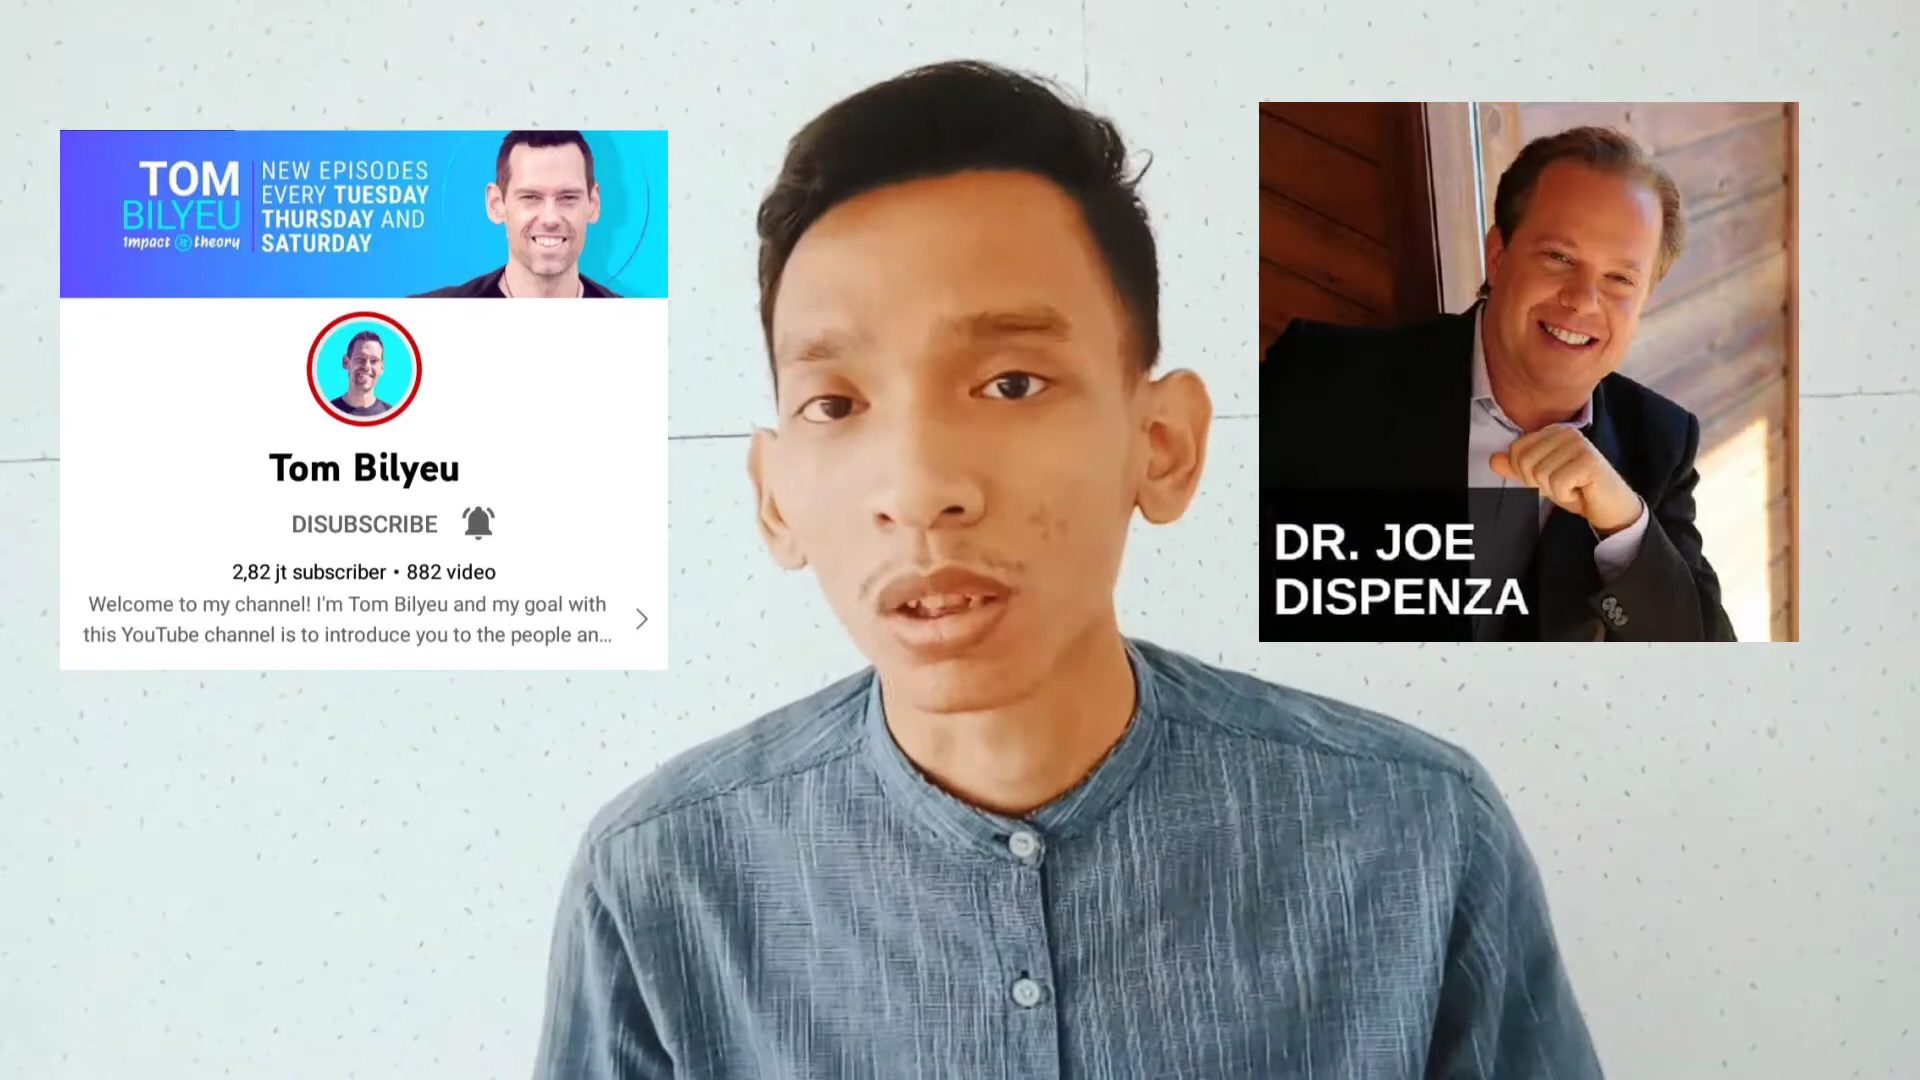 TOM
BILYEU
impact theory
NEW EPISODES
EVERY TUESDAY
THURSDAY AND
SATURDAY
Tom Bilyeu
DISUBSCRIBE
2,82 jt subscriber • 882 video
Welcome to my channel! I'm Tom Bilyeu and my goal with
this YouTube channel is to introduce you to the people an...
DR. JOE
DISPENZA